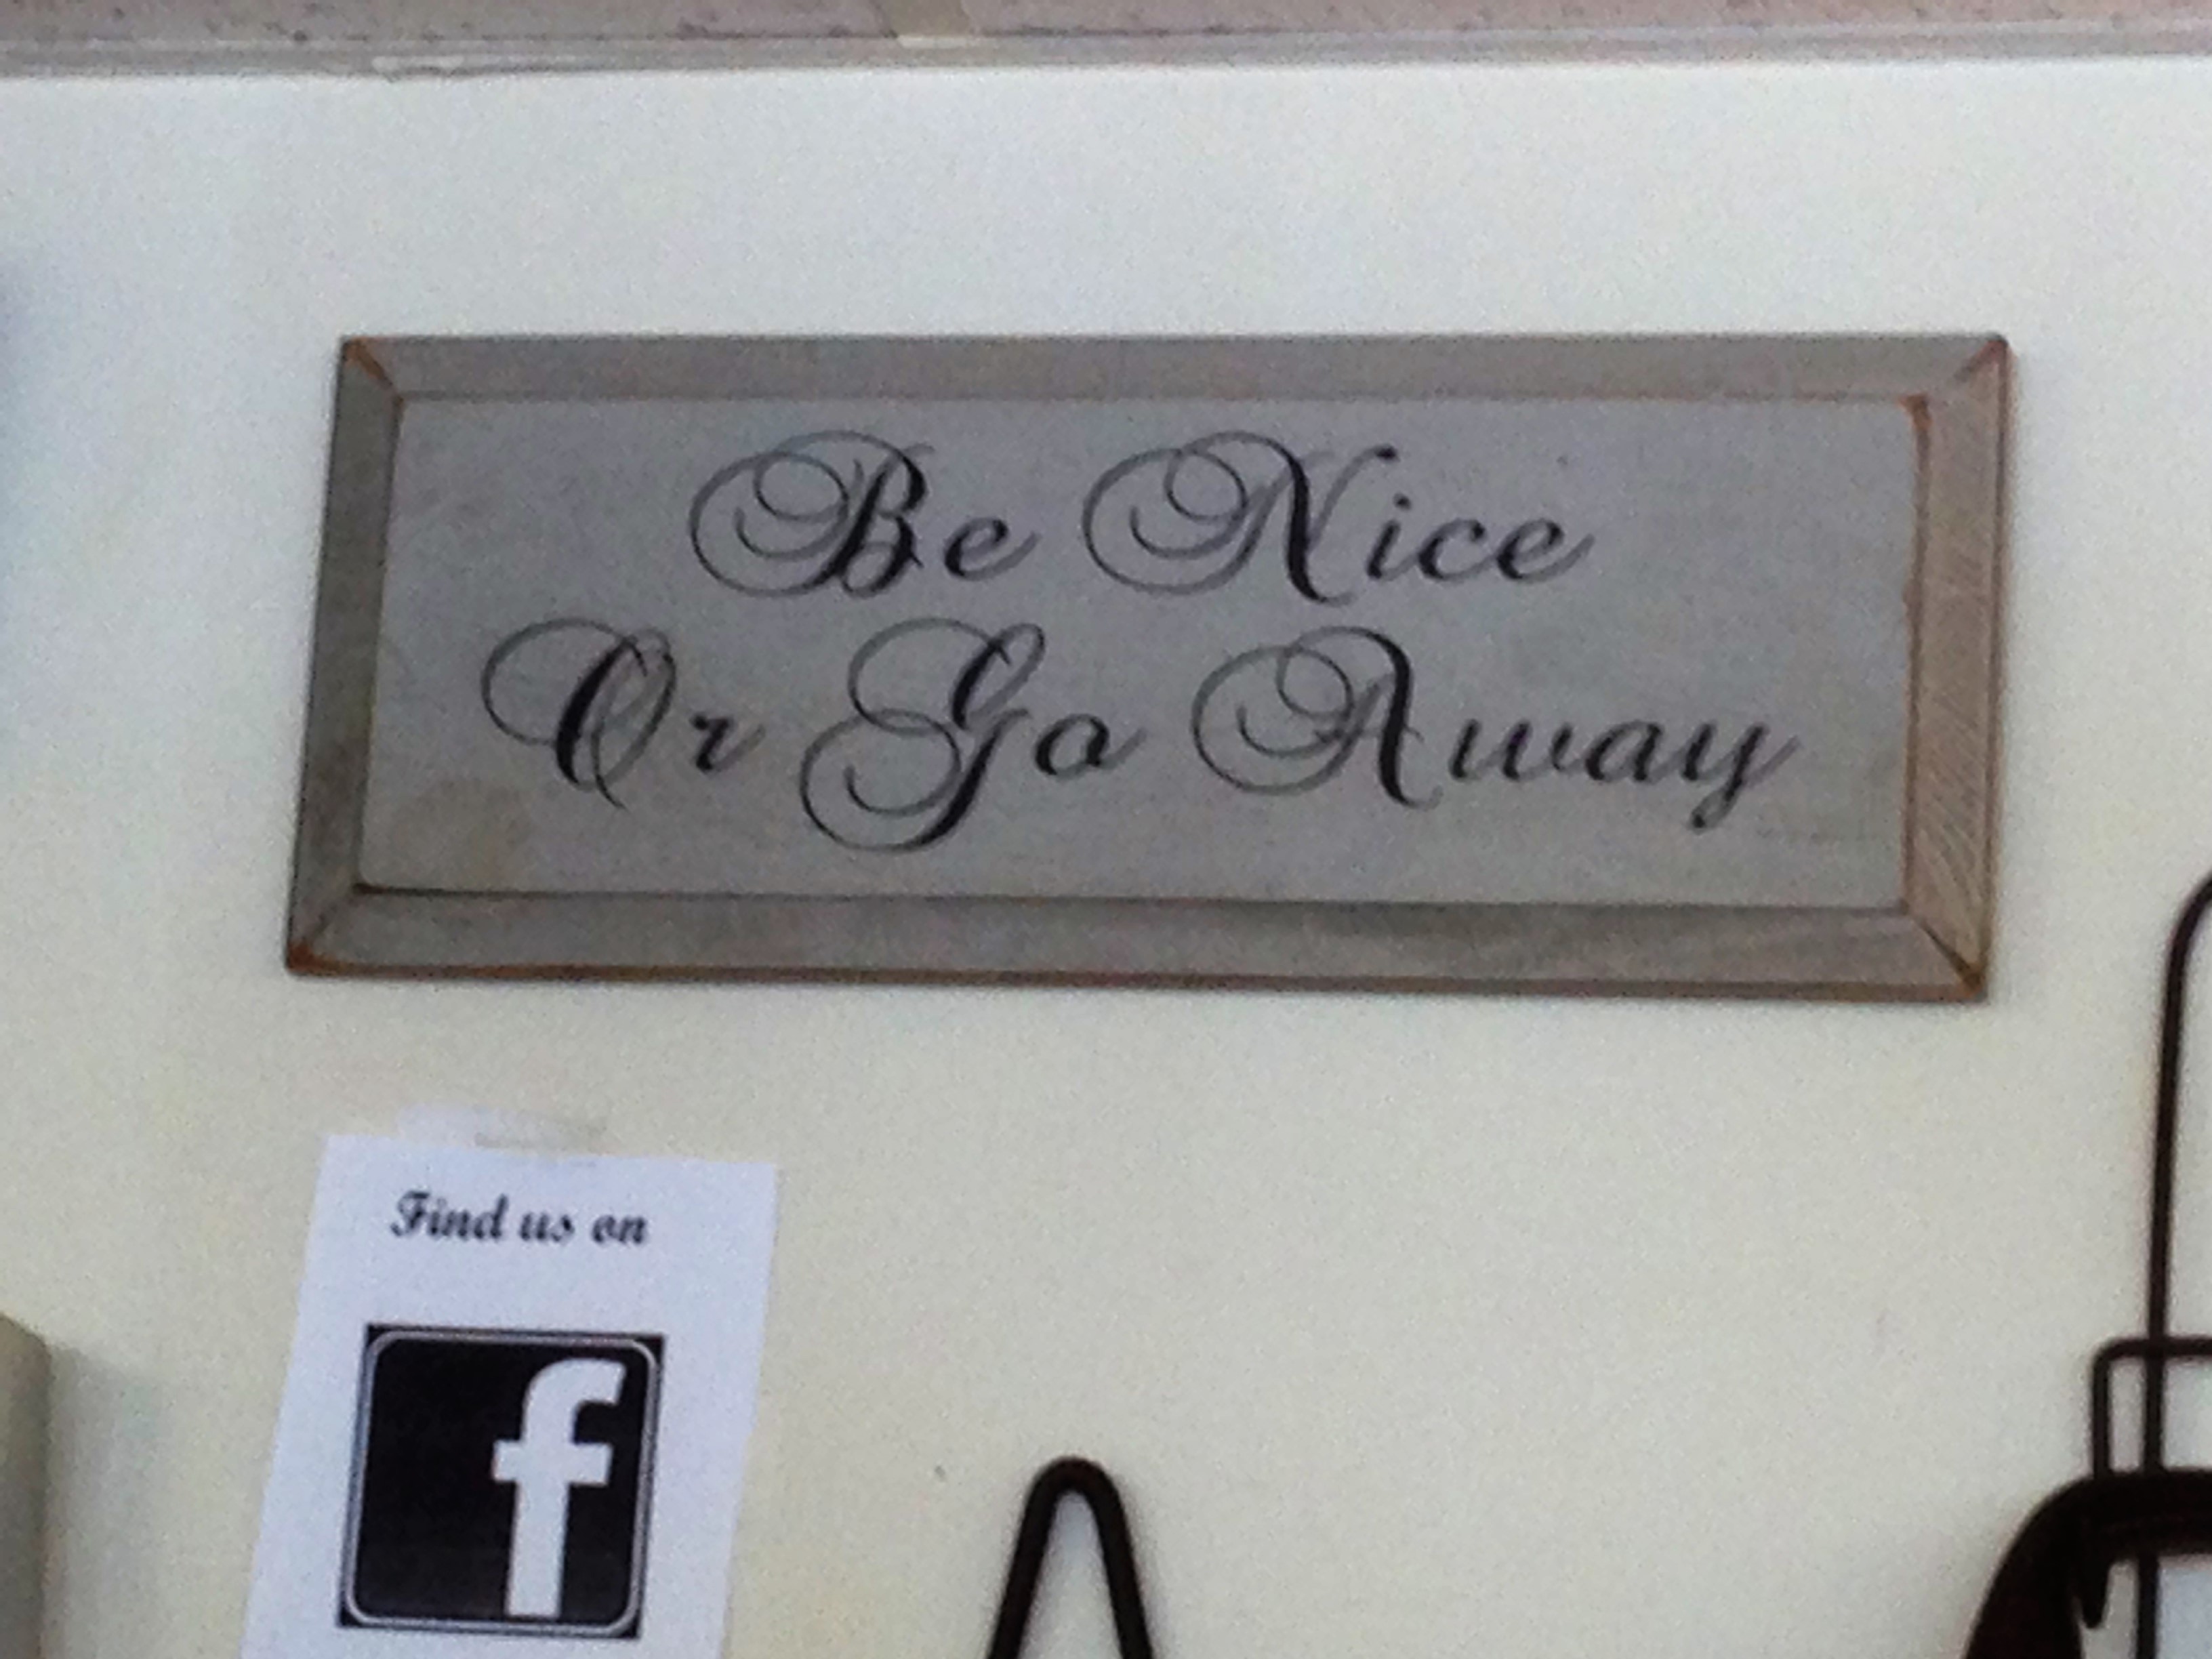 Be Nice
Or Go Away
Find us on
f